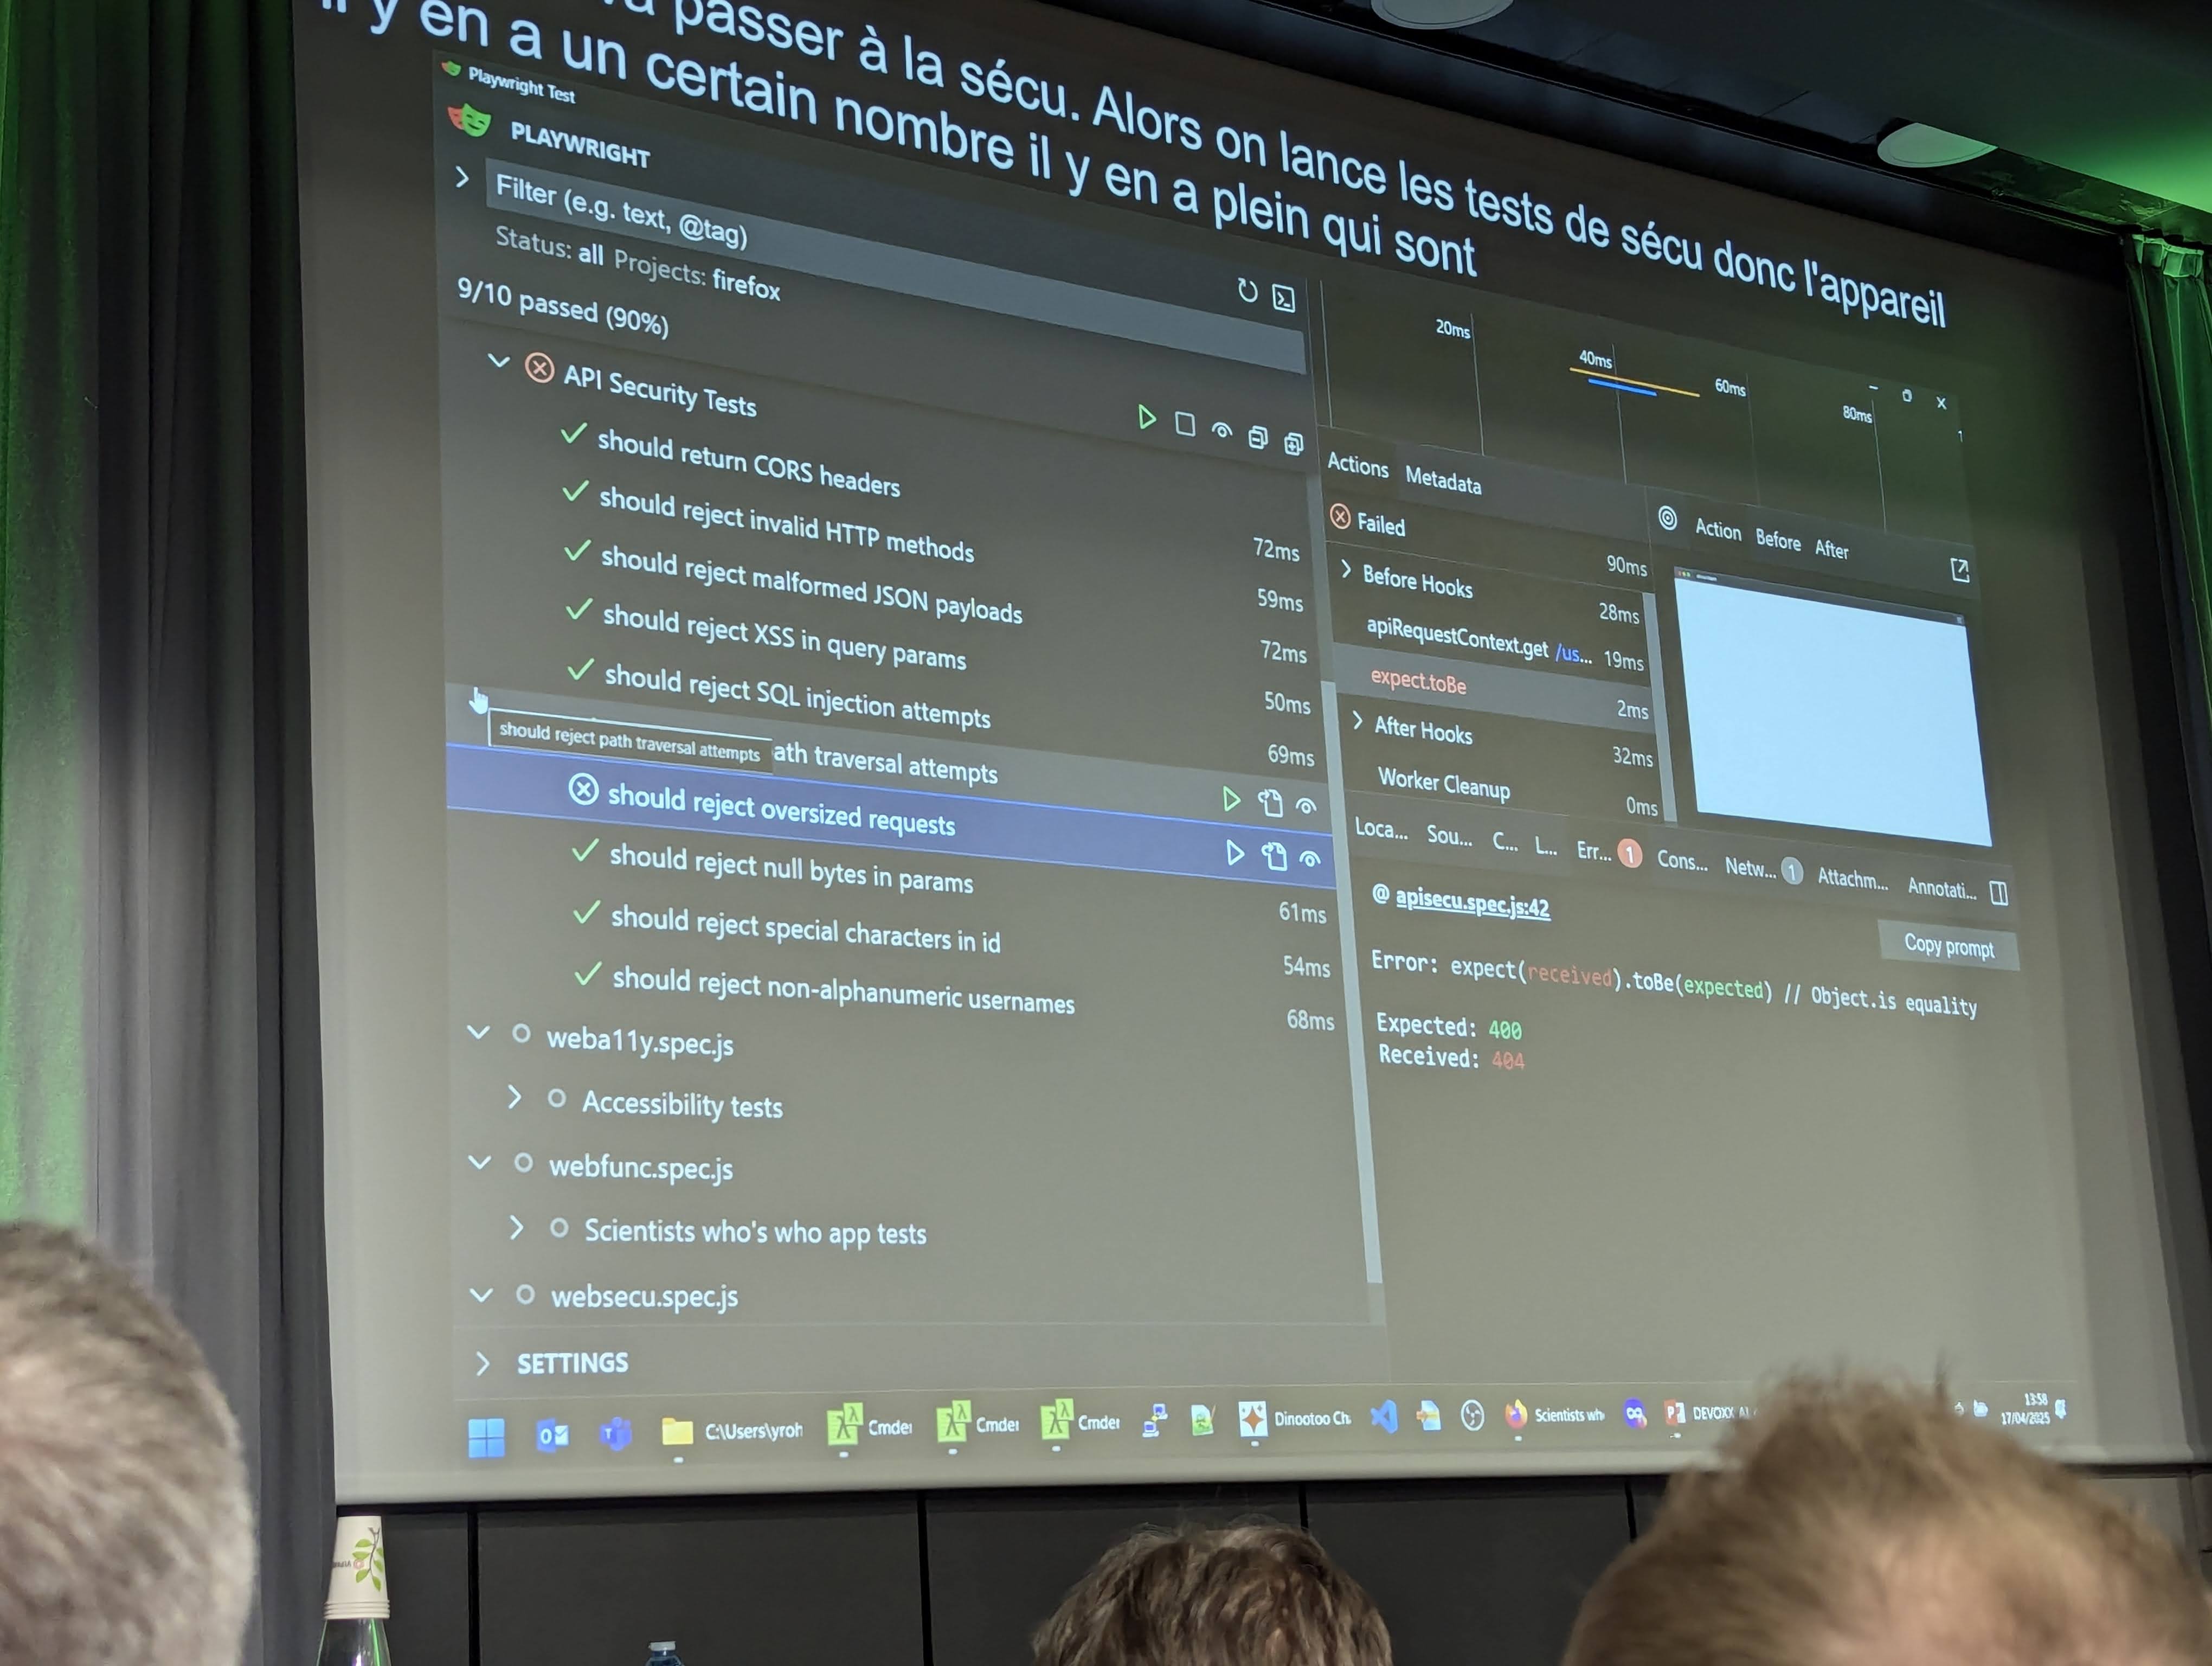 passer à la sécu. Alors on lance les tests de sécu donc l'appareil
il y en a un certain nombre il y en a plein qui sont
Playwright Test
PLAYWRIGHT
Filter (e.g. text, @tag)
Status: all Projects: firefox
9/10 passed (90%)
API Security Tests
should return CORS headers
should reject invalid HTTP methods 72ms
should reject malformed JSON payloads 59ms
should reject XSS in query params 72ms
should reject SQL injection attempts 50ms
ath traversal attempts 69ms
should reject path traversal attempts
should reject oversized requests
should reject null bytes in params
should reject special characters in id 61ms
should reject non-alphanumeric usernames 54ms
68ms
weba11y.spec.js
Accessibility tests
webfunc.spec.js
Scientists who's who app tests
websecu.spec.js
SETTINGS
20ms
40ms
60ms
80ms
1
Actions Metadata
Failed 90ms
Before Hooks 28ms
apiRequestContext.get /us... 19ms
expect.toBe 2ms
After Hooks 32ms
Worker Cleanup 0ms
Action Before After
Loca... Sou... C... L... Err... 1 Cons... Netw... 1 Attachm... Annotati...
@ apisecu.spec.js:42
Copy prompt
Error: expect(received).toBe(expected) // Object.is equality
Expected: 400
Received: 404
C:\Users\yroh
Cmder
Cmder
Cmder
Dinootoo Ch
Scientists wh
DEVOXX AI
13:58
17/04/2025